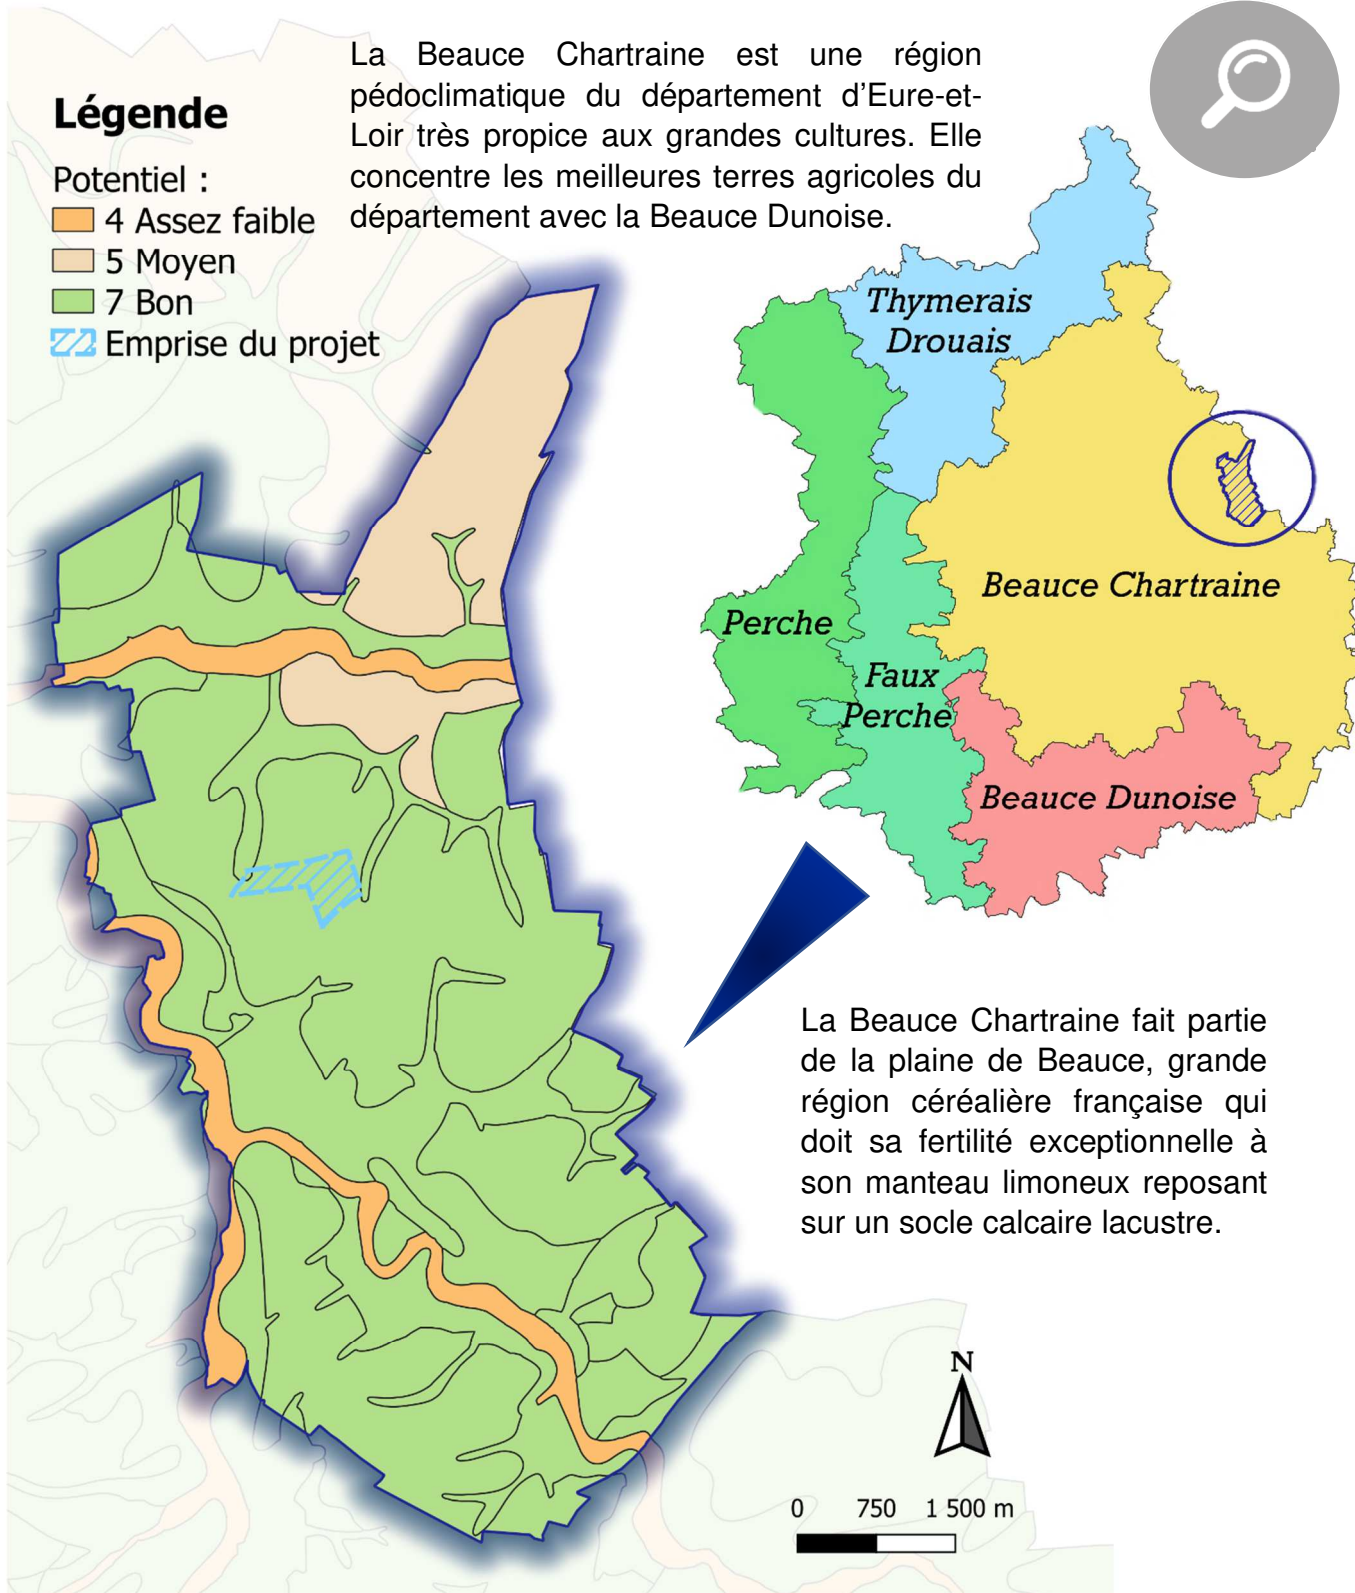 La Beauce Chartraine est une région
pédoclimatique du département d'Eure-et-
Loir très propice aux grandes cultures. Elle
concentre les meilleures terres agricoles du
département avec la Beauce Dunoise.
Légende
Potentiel :
4 Assez faible
5 Moyen
7 Bon
Emprise du projet
Thymerais
Drouais
Beauce Chartraine
Perche
Faux
Perche
Beauce Dunoise
La Beauce Chartraine fait partie
de la plaine de Beauce, grande
région céréalière française qui
doit sa fertilité exceptionnelle à
son manteau limoneux reposant
sur un socle calcaire lacustre.
N
0 750 1 500 m